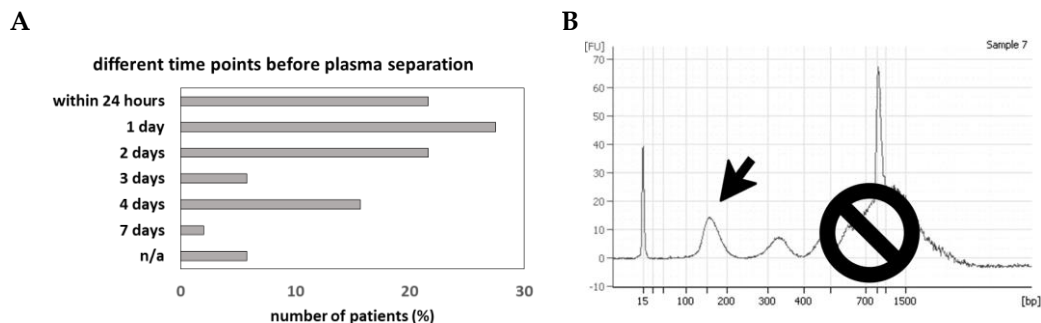 A
different time points before plasma separation
within 24 hours
1 day
2 days
3 days
4 days
7 days
n/a
0 10 20 30
number of patients (%)
B
[FU]
Sample 7
70
60
50
40
30
20
10
0
-10
15 100 200 300 400 700 1500 [bp]